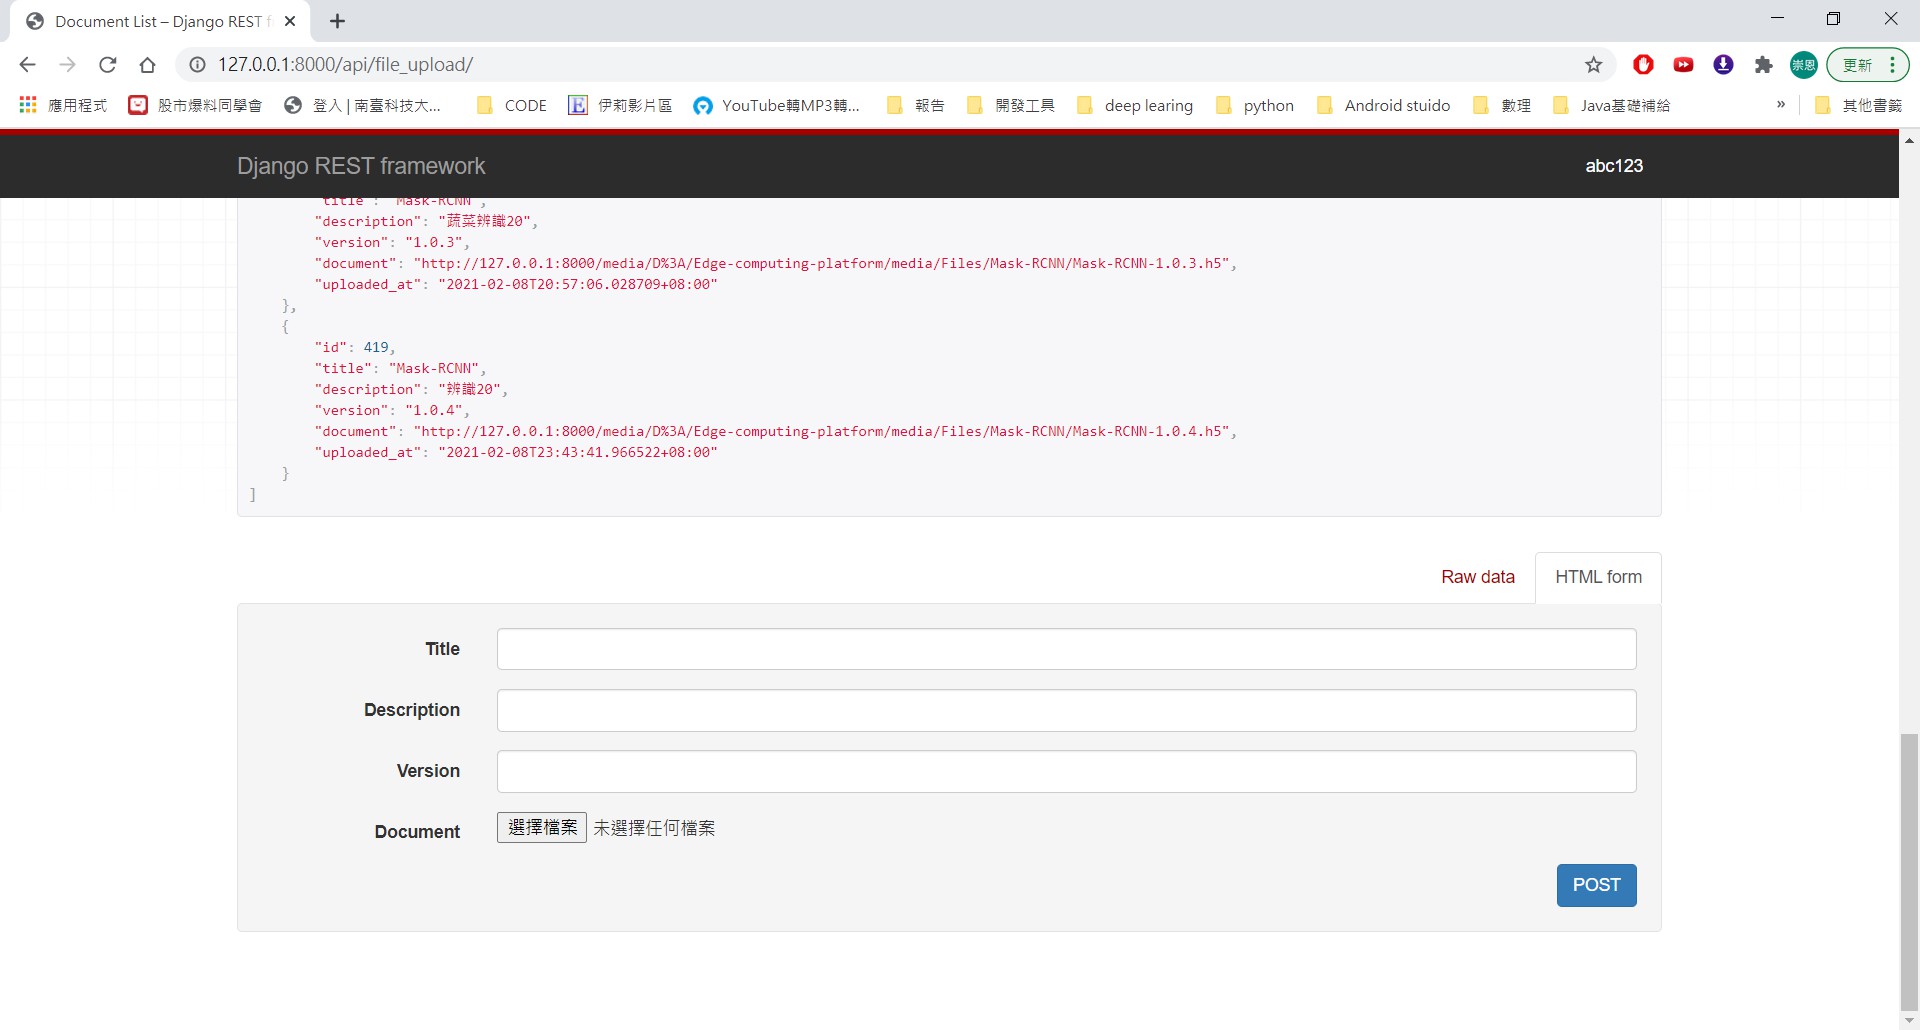 Document List – Django REST f
127.0.0.1:8000/api/file_upload/
崇恩
更新
應用程式
股市爆料同學會
登入 | 南臺科技大...
CODE
伊莉影片區
YouTube轉MP3轉...
報告
開發工具
deep learing
python
Android stuido
數理
Java基礎補給
»
其他書籤
Django REST framework
abc123
"title": "Mask-RCNN",
"description": "蔬菜辨識20",
"version": "1.0.3",
"document": "http://127.0.0.1:8000/media/D%3A/Edge-computing-platform/media/Files/Mask-RCNN/Mask-RCNN-1.0.3.h5",
"uploaded_at": "2021-02-08T20:57:06.028709+08:00"
},
{
"id": 419,
"title": "Mask-RCNN",
"description": "辨識20",
"version": "1.0.4",
"document": "http://127.0.0.1:8000/media/D%3A/Edge-computing-platform/media/Files/Mask-RCNN/Mask-RCNN-1.0.4.h5",
"uploaded_at": "2021-02-08T23:43:41.966522+08:00"
}
]
Raw data
HTML form
Title
Description
Version
Document
選擇檔案 未選擇任何檔案
POST